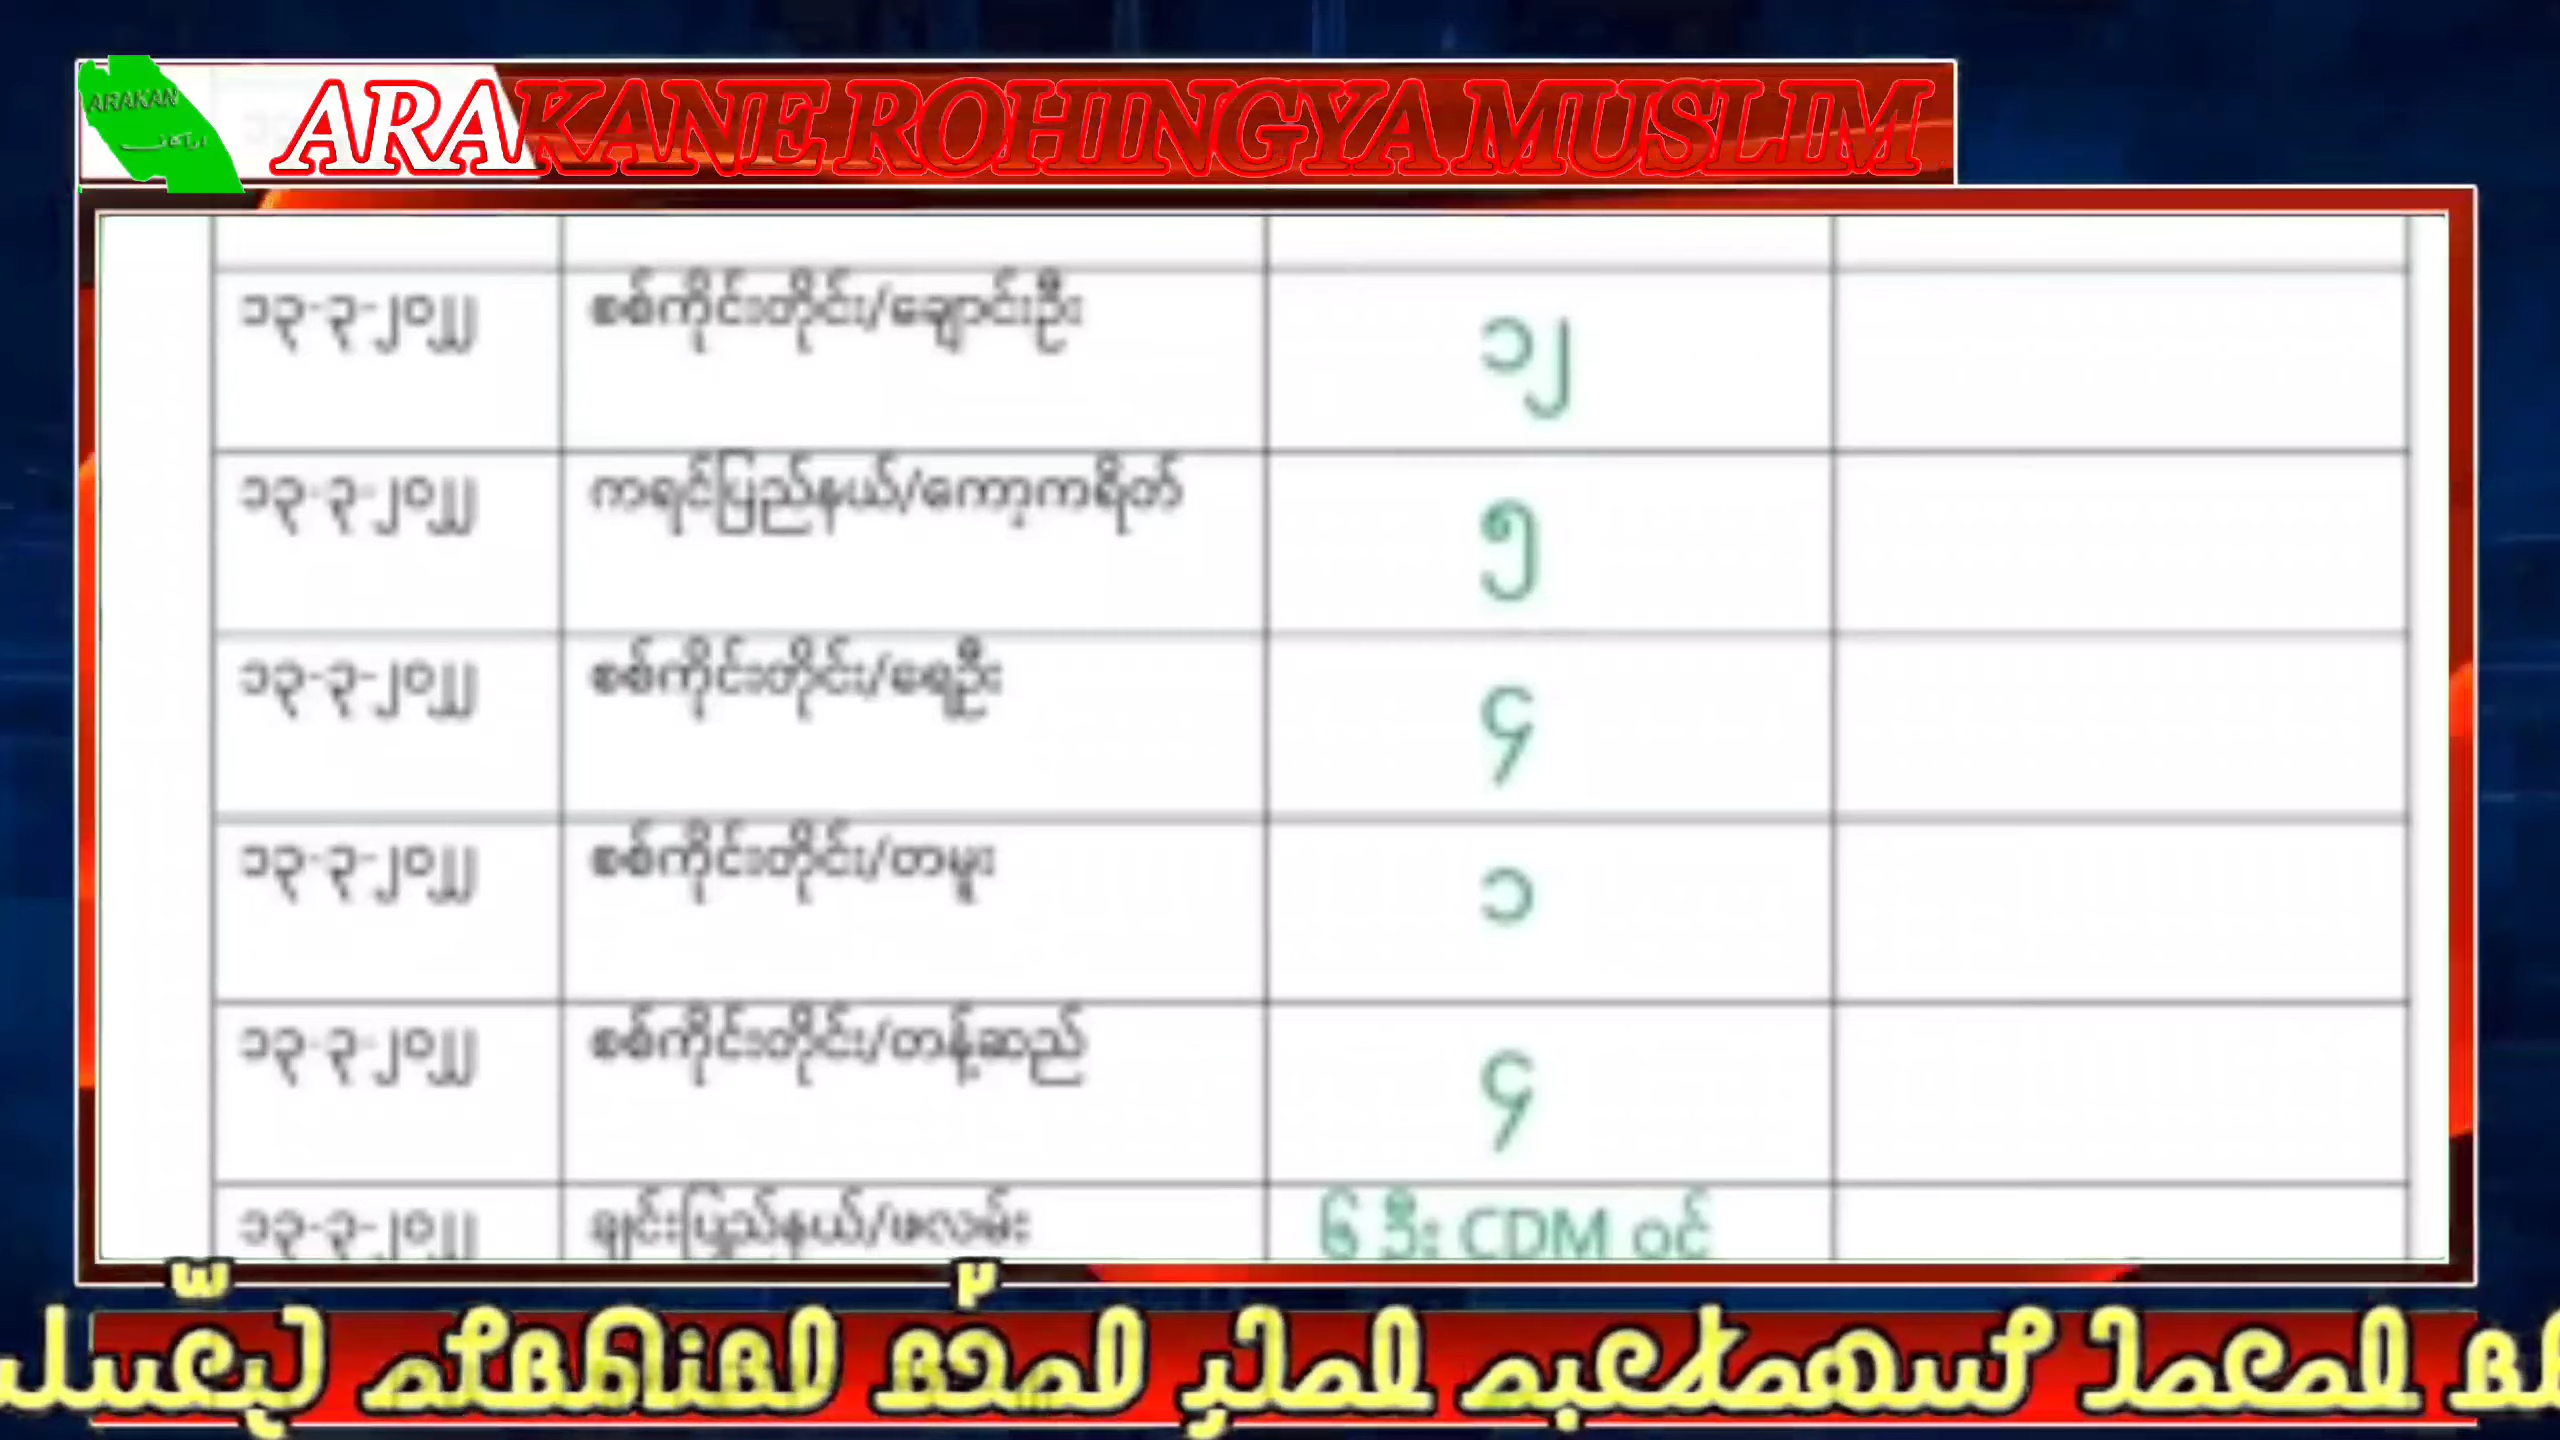 ARAKAN
ARAKANE ROHINGYA MUSLIM
၁၃-၃-၂၀၂၂ စစ်ကိုင်းတိုင်း/ချောင်းဦး ၁၂
၁၃-၃-၂၀၂၂ ကရင်ပြည်နယ်/ကော့ကရိတ် ၅
၁၃-၃-၂၀၂၂ စစ်ကိုင်းတိုင်း/ရေဦး ၄
၁၃-၃-၂၀၂၂ စစ်ကိုင်းတိုင်း/တမူး ၁
၁၃-၃-၂၀၂၂ စစ်ကိုင်းတိုင်း/တန့်ဆည် ၄
၁၃-၃-၂၀၂၂ ချင်းပြည်နယ်/ဖလမ်း ၆ ဦး CDM ဝင်